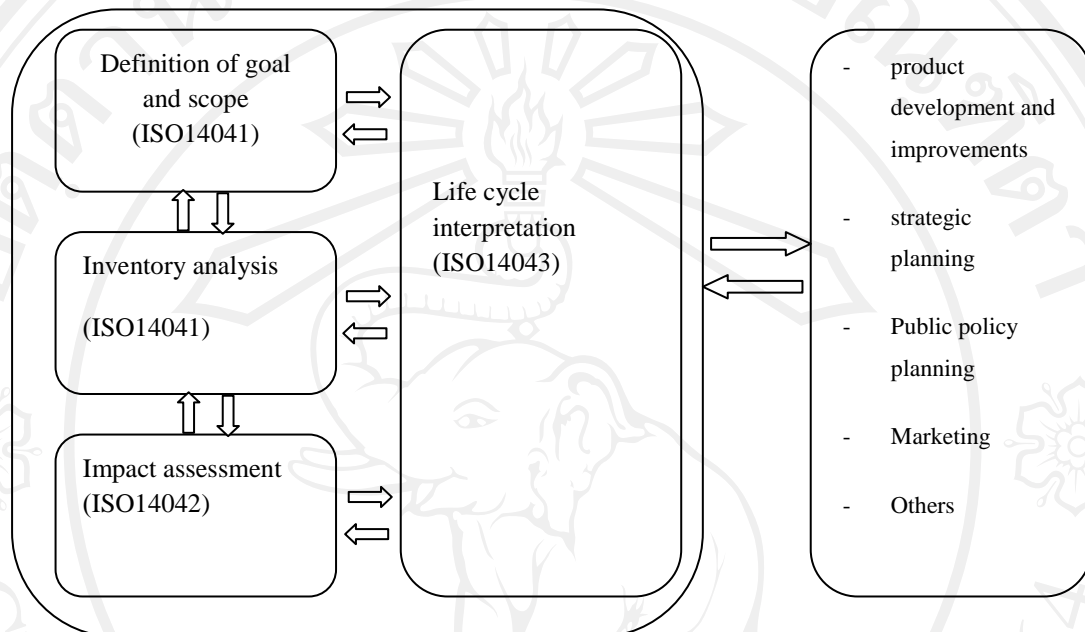 Definition of goal
and scope
(ISO14041)
Inventory analysis
(ISO14041)
Impact assessment
(ISO14042)
Life cycle
interpretation
(ISO14043)
- product
development and
improvements
- strategic
planning
- Public policy
planning
- Marketing
- Others